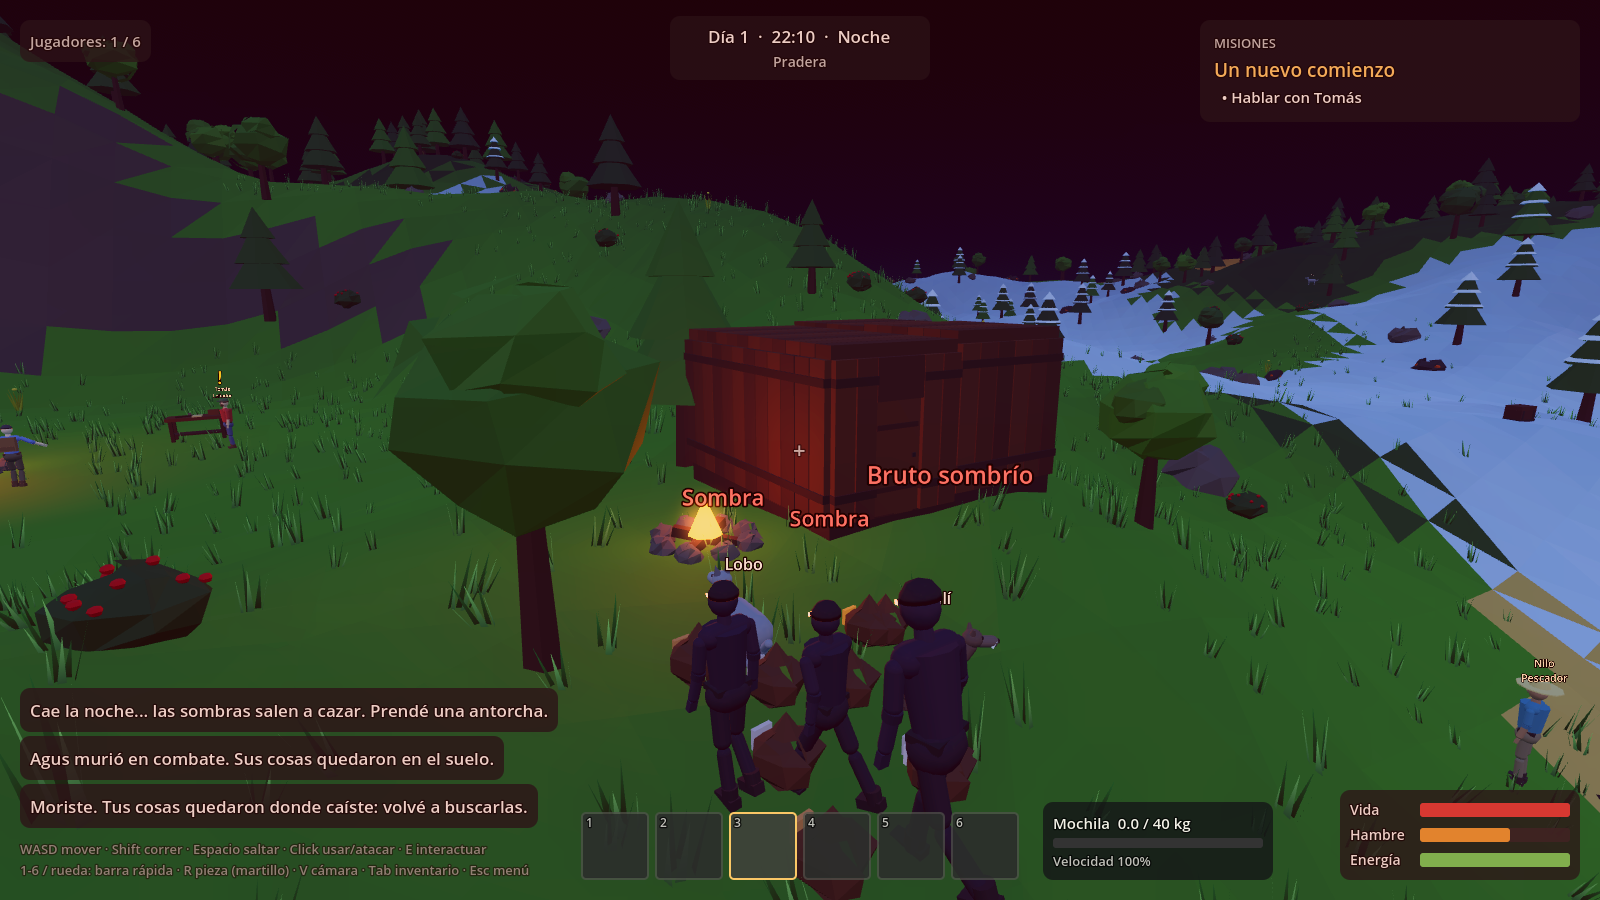 Jugadores: 1 / 6
Día 1 · 22:10 · Noche
Pradera
MISIONES
Un nuevo comienzo
• Hablar con Tomás
!
Tomás
Bruto sombrío
Sombra
Sombra
Lobo
lí
Nilo
Pescador
Cae la noche... las sombras salen a cazar. Prendé una antorcha.
Agus murió en combate. Sus cosas quedaron en el suelo.
Moriste. Tus cosas quedaron donde caíste: volvé a buscarlas.
WASD mover · Shift correr · Espacio saltar · Click usar/atacar · E interactuar
1-6 / rueda: barra rápida · R pieza (martillo) · V cámara · Tab inventario · Esc menú
1 2 3 4 5 6
Mochila 0.0 / 40 kg
Velocidad 100%
Vida
Hambre
Energía